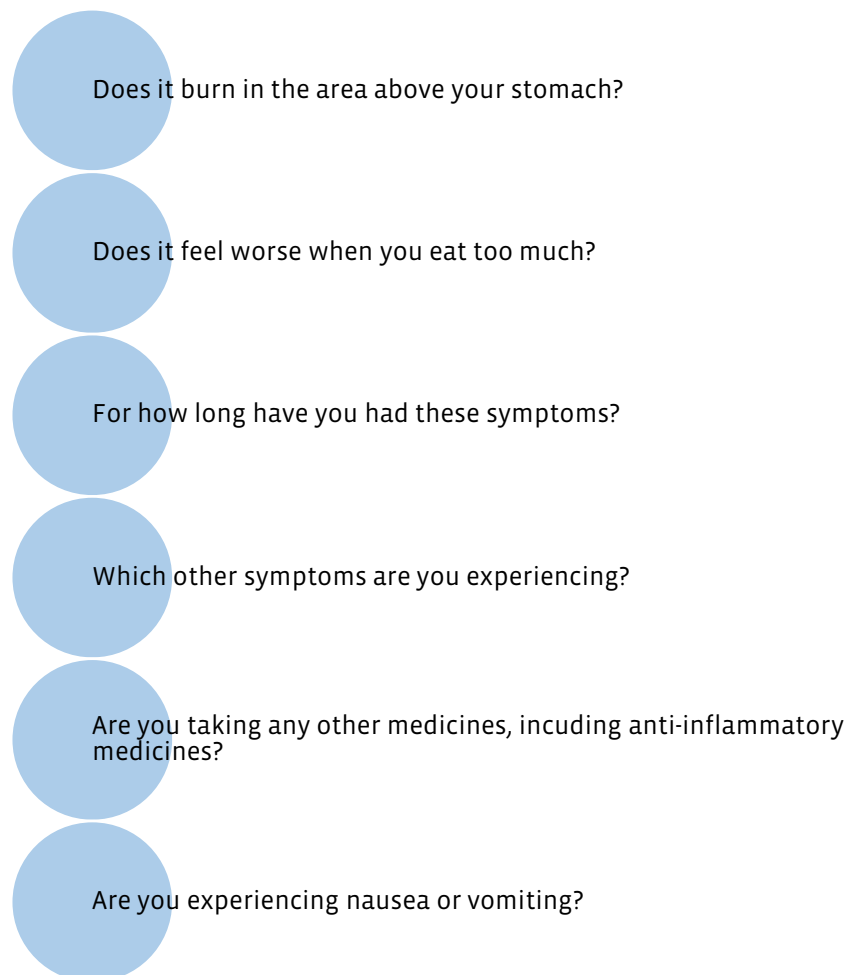 Does it burn in the area above your stomach?
Does it feel worse when you eat too much?
For how long have you had these symptoms?
Which other symptoms are you experiencing?
Are you taking any other medicines, incuding anti-inflammatory
medicines?
Are you experiencing nausea or vomiting?